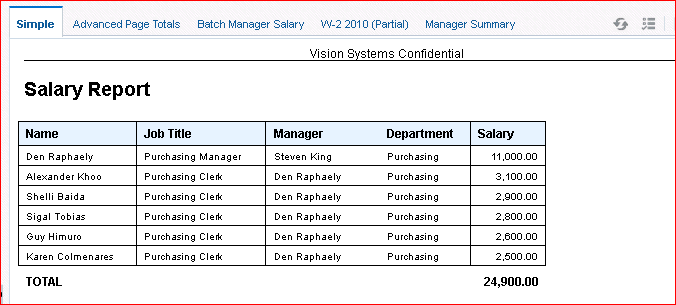 Simple Advanced Page Totals Batch Manager Salary W-2 2010 (Partial) Manager Summary
Vision Systems Confidential
Salary Report
Name Job Title Manager Department Salary
Den Raphaely Purchasing Manager Steven King Purchasing 11,000.00
Alexander Khoo Purchasing Clerk Den Raphaely Purchasing 3,100.00
Shelli Baida Purchasing Clerk Den Raphaely Purchasing 2,900.00
Sigal Tobias Purchasing Clerk Den Raphaely Purchasing 2,800.00
Guy Himuro Purchasing Clerk Den Raphaely Purchasing 2,600.00
Karen Colmenares Purchasing Clerk Den Raphaely Purchasing 2,500.00
TOTAL 24,900.00